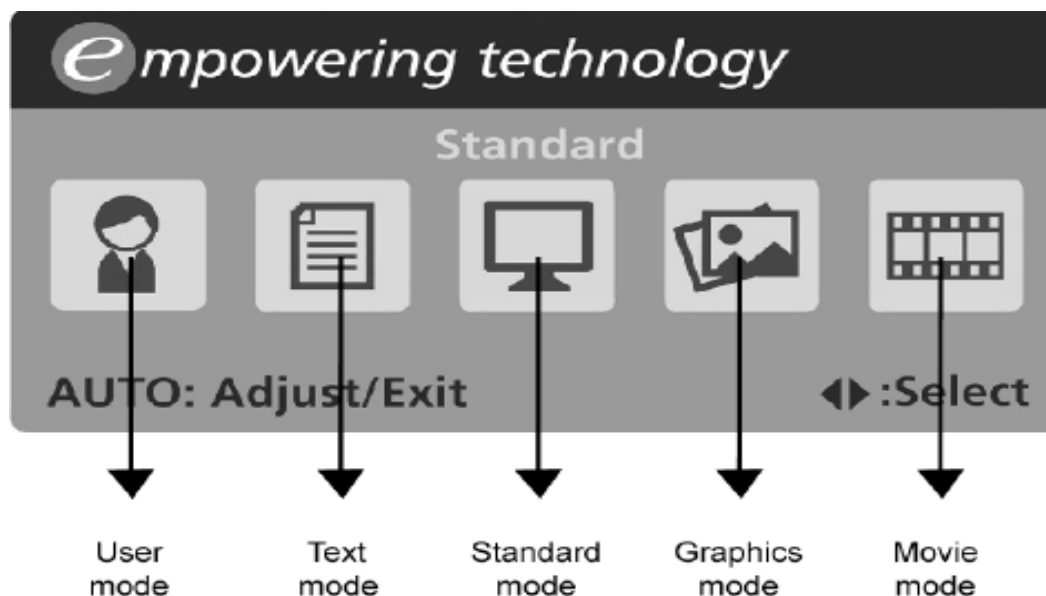 empowering technology
Standard
AUTO: Adjust/Exit ◀▶:Select
User mode
Text mode
Standard mode
Graphics mode
Movie mode